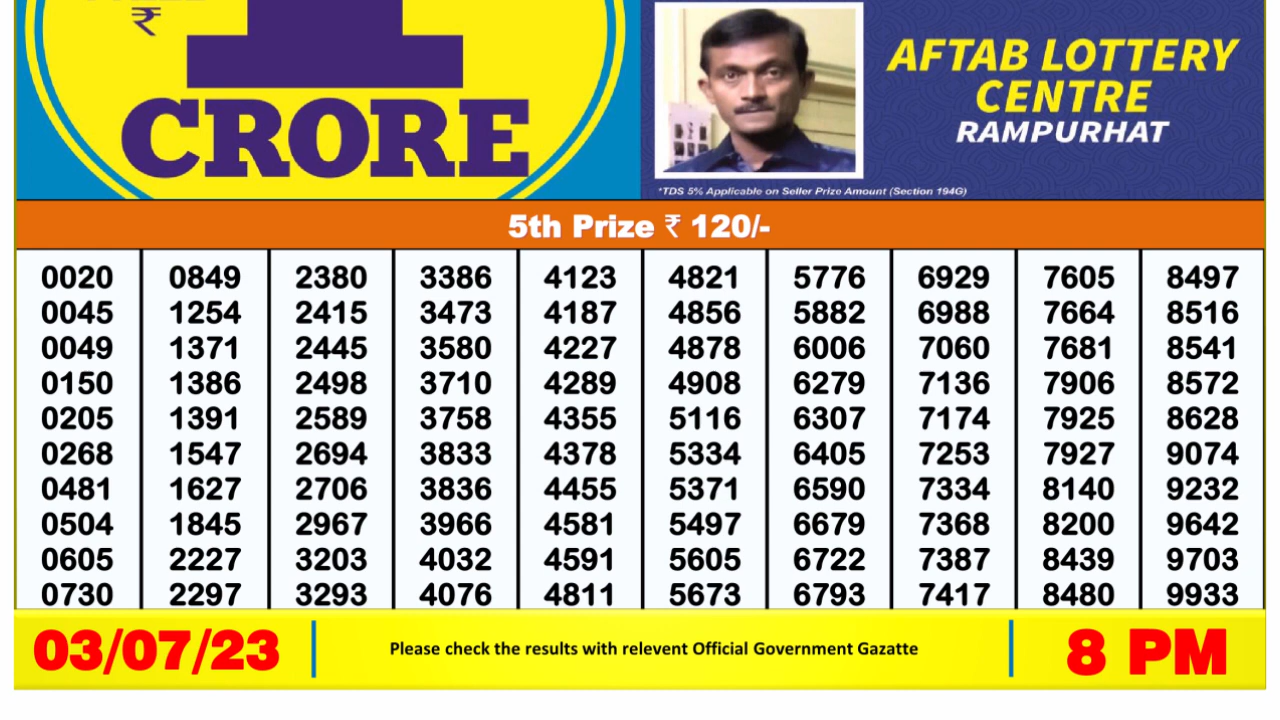 ₹
1
CRORE
AFTAB LOTTERY
CENTRE
RAMPURHAT
*TDS 5% Applicable on Seller Prize Amount (Section 194G)
5th Prize ₹ 120/-
0020 0849 2380 3386 4123 4821 5776 6929 7605 8497
0045 1254 2415 3473 4187 4856 5882 6988 7664 8516
0049 1371 2445 3580 4227 4878 6006 7060 7681 8541
0150 1386 2498 3710 4289 4908 6279 7136 7906 8572
0205 1391 2589 3758 4355 5116 6307 7174 7925 8628
0268 1547 2694 3833 4378 5334 6405 7253 7927 9074
0481 1627 2706 3836 4455 5371 6590 7334 8140 9232
0504 1845 2967 3966 4581 5497 6679 7368 8200 9642
0605 2227 3203 4032 4591 5605 6722 7387 8439 9703
0730 2297 3293 4076 4811 5673 6793 7417 8480 9933
03/07/23
Please check the results with relevent Official Government Gazatte
8 PM